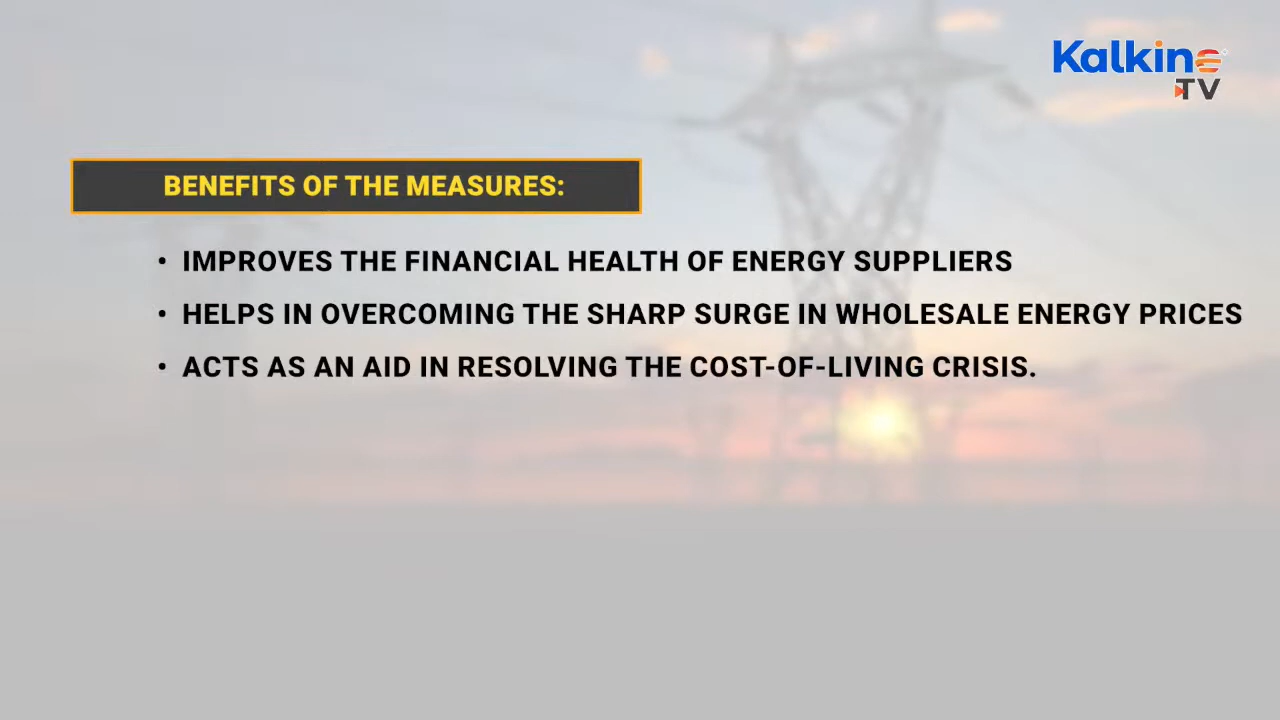 Kalkine
TV
BENEFITS OF THE MEASURES:
• IMPROVES THE FINANCIAL HEALTH OF ENERGY SUPPLIERS
• HELPS IN OVERCOMING THE SHARP SURGE IN WHOLESALE ENERGY PRICES
• ACTS AS AN AID IN RESOLVING THE COST-OF-LIVING CRISIS.